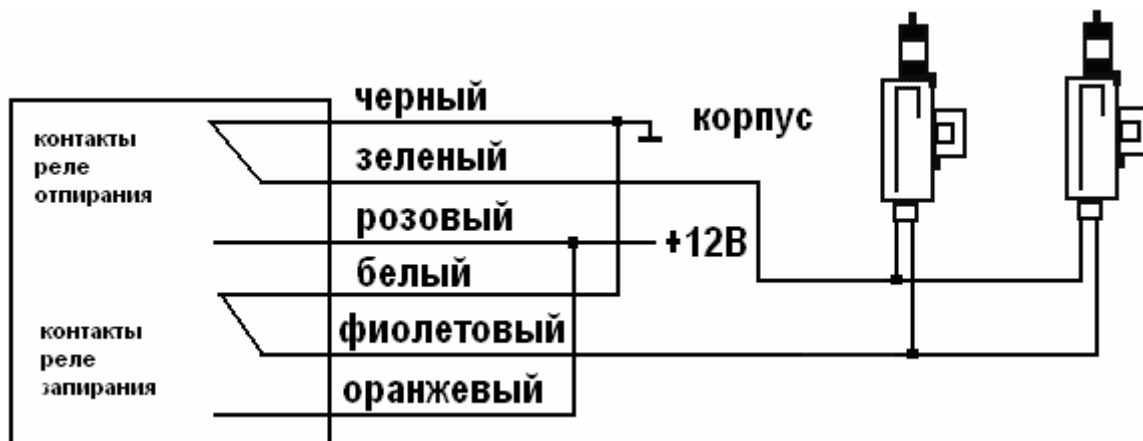 черный
корпус
контакты
реле
отпирания
зеленый
розовый
+12В
белый
контакты
реле
запирания
фиолетовый
оранжевый